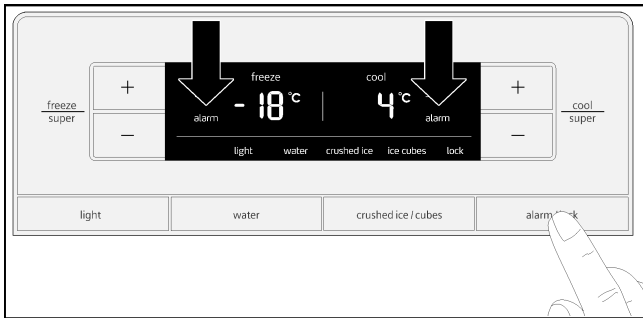 freeze cool
freeze
super
+
−
alarm
- 18 °C
4 °C
alarm
+
−
cool
super
light water crushed ice ice cubes lock
light water crushed ice / cubes alarm